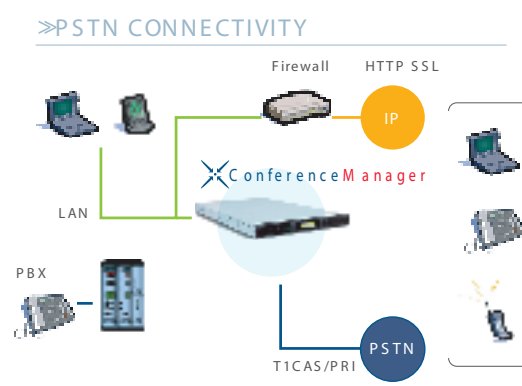 ≫PSTN CONNECTIVITY
Firewall
HTTP SSL
IP
ConferenceManager
LAN
PBX
PSTN
T1CAS/PRI